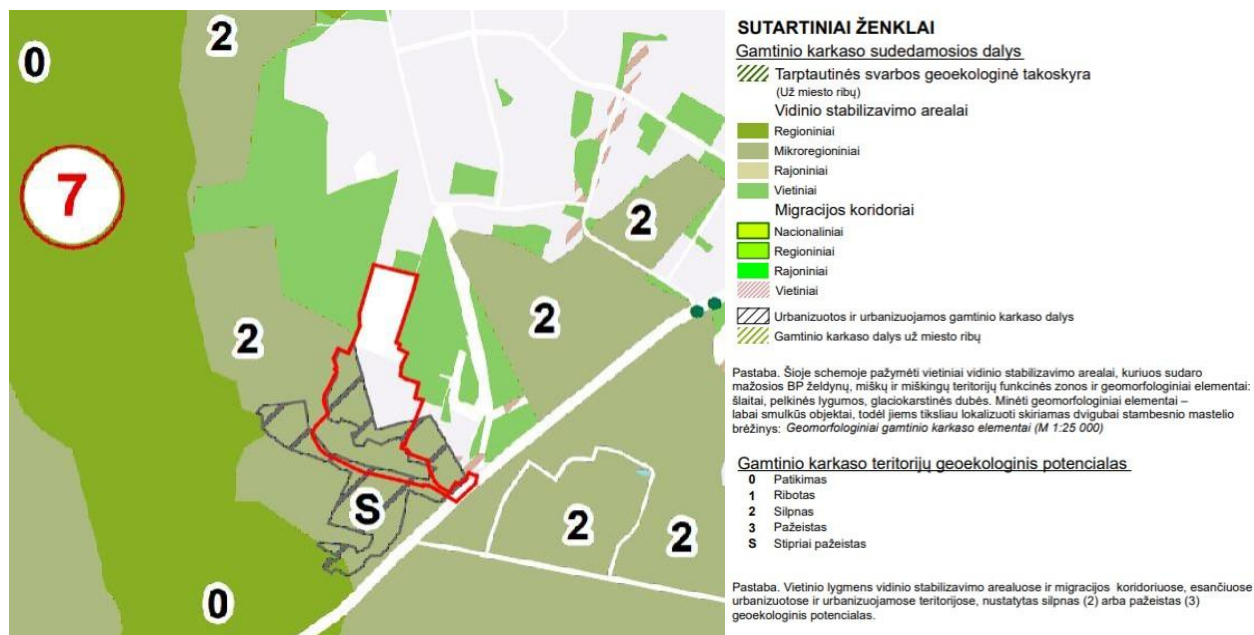 0
2
7
2
2
2
S
2
2
0
SUTARTINIAI ŽENKLAI
Gamtinio karkaso sudedamosios dalys
Tarptautinės svarbos geoekologinė takoskyra
(Už miesto ribų)
Vidinio stabilizavimo arealai
Regioniniai
Mikroregioniniai
Rajoniniai
Vietiniai
Migracijos koridoriai
Nacionaliniai
Regioniniai
Rajoniniai
Vietiniai
Urbanizuotos ir urbanizuojamos gamtinio karkaso dalys
Gamtinio karkaso dalys už miesto ribų
Pastaba. Šioje schemoje pažymėti vietiniai vidinio stabilizavimo arealai, kuriuos sudaro
mažosios BP želdynų, miškų ir miškingų teritorijų funkcinės zonos ir geomorfologiniai elementai:
šlaitai, pelkinės lygumos, glaciokarstinės dubės. Minėti geomorfologiniai elementai –
labai smulkūs objektai, todėl jiems tiksliau lokalizuoti skiriamas dvigubai stambesnio mastelio
brėžinys: Geomorfologiniai gamtinio karkaso elementai (M 1:25 000)
Gamtinio karkaso teritorijų geoekologinis potencialas
0 Patikimas
1 Ribotas
2 Silpnas
3 Pažeistas
S Stipriai pažeistas
Pastaba. Vietinio lygmens vidinio stabilizavimo arealuose ir migracijos koridoriuose, esančiuose
urbanizuotose ir urbanizuojamose teritorijose, nustatytas silpnas (2) arba pažeistas (3)
geoekologinis potencialas.